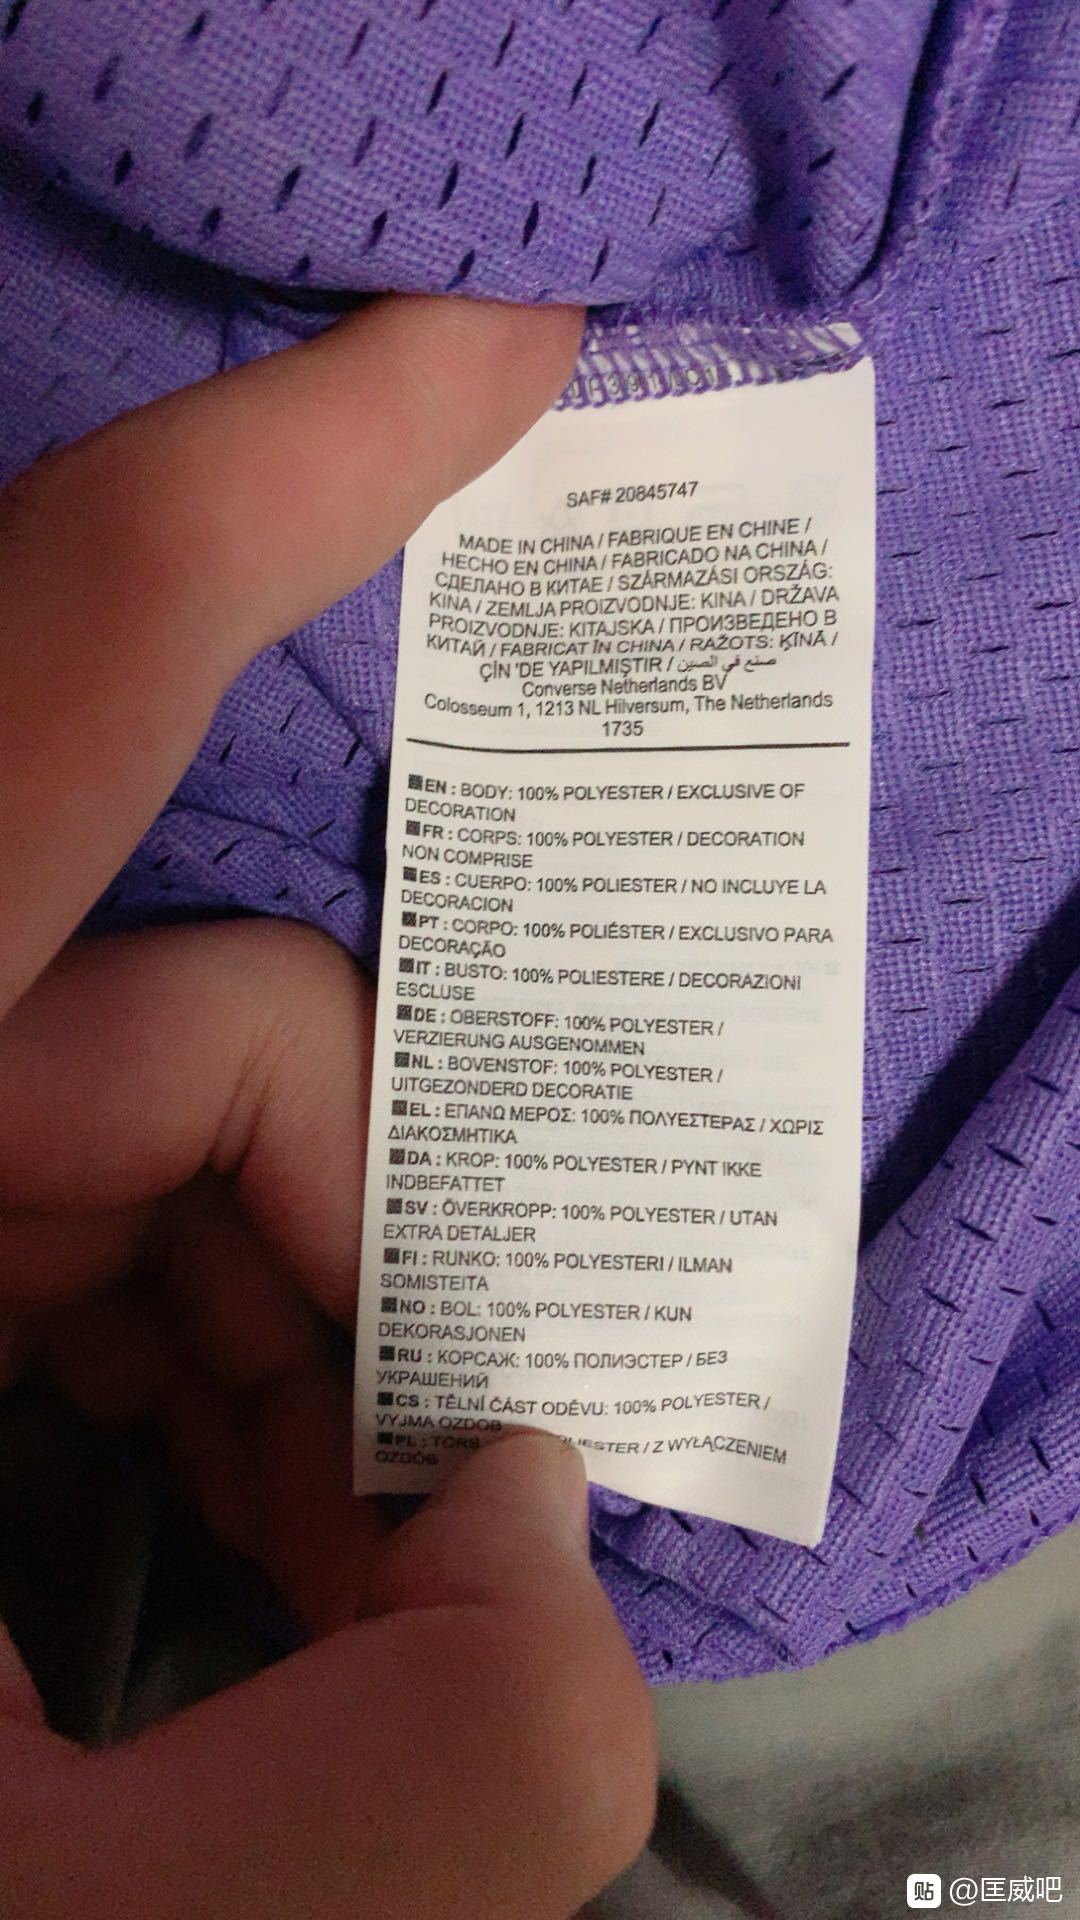 SAF# 20845747
MADE IN CHINA / FABRIQUE EN CHINE /
HECHO EN CHINA / FABRICADO NA CHINA /
СДЕЛАНО В КИТАЕ / SZÁRMAZÁSI ORSZÁG:
KINA / ZEMLJA PROIZVODNJE: KINA / DRŽAVA
PROIZVODNJE: KITAJSKA / ПРОИЗВЕДЕНО В
КИТАЙ / FABRICAT ÎN CHINA / RAŽOTS: ĶĪNĀ /
ÇİN 'DE YAPILMIŞTIR / صنع في الصين
Converse Netherlands BV
Colosseum 1, 1213 NL Hilversum, The Netherlands
1735
EN : BODY: 100% POLYESTER / EXCLUSIVE OF
DECORATION
FR : CORPS: 100% POLYESTER / DECORATION
NON COMPRISE
ES : CUERPO: 100% POLIESTER / NO INCLUYE LA
DECORACION
PT : CORPO: 100% POLIÉSTER / EXCLUSIVO PARA
DECORAÇÃO
IT : BUSTO: 100% POLIESTERE / DECORAZIONI
ESCLUSE
DE : OBERSTOFF: 100% POLYESTER /
VERZIERUNG AUSGENOMMEN
NL : BOVENSTOF: 100% POLYESTER /
UITGEZONDERD DECORATIE
EL : ΕΠΑΝΩ ΜΕΡΟΣ: 100% ΠΟΛΥΕΣΤΕΡΑΣ / ΧΩΡΙΣ
ΔΙΑΚΟΣΜΗΤΙΚΑ
DA : KROP: 100% POLYESTER / PYNT IKKE
INDBEFATTET
SV : ÖVERKROPP: 100% POLYESTER / UTAN
EXTRA DETALJER
FI : RUNKO: 100% POLYESTERI / ILMAN
SOMISTEITA
NO : BOL: 100% POLYESTER / KUN
DEKORASJONEN
RU : КОРСАЖ: 100% ПОЛИЭСТЕР / БЕЗ
УКРАШЕНИЙ
CS : TĚLNÍ ČÁST ODĚVU: 100% POLYESTER /
VYJMA OZDOB
PL : / Z WYŁĄCZENIEM
OZDÓB
贴 @匡威吧